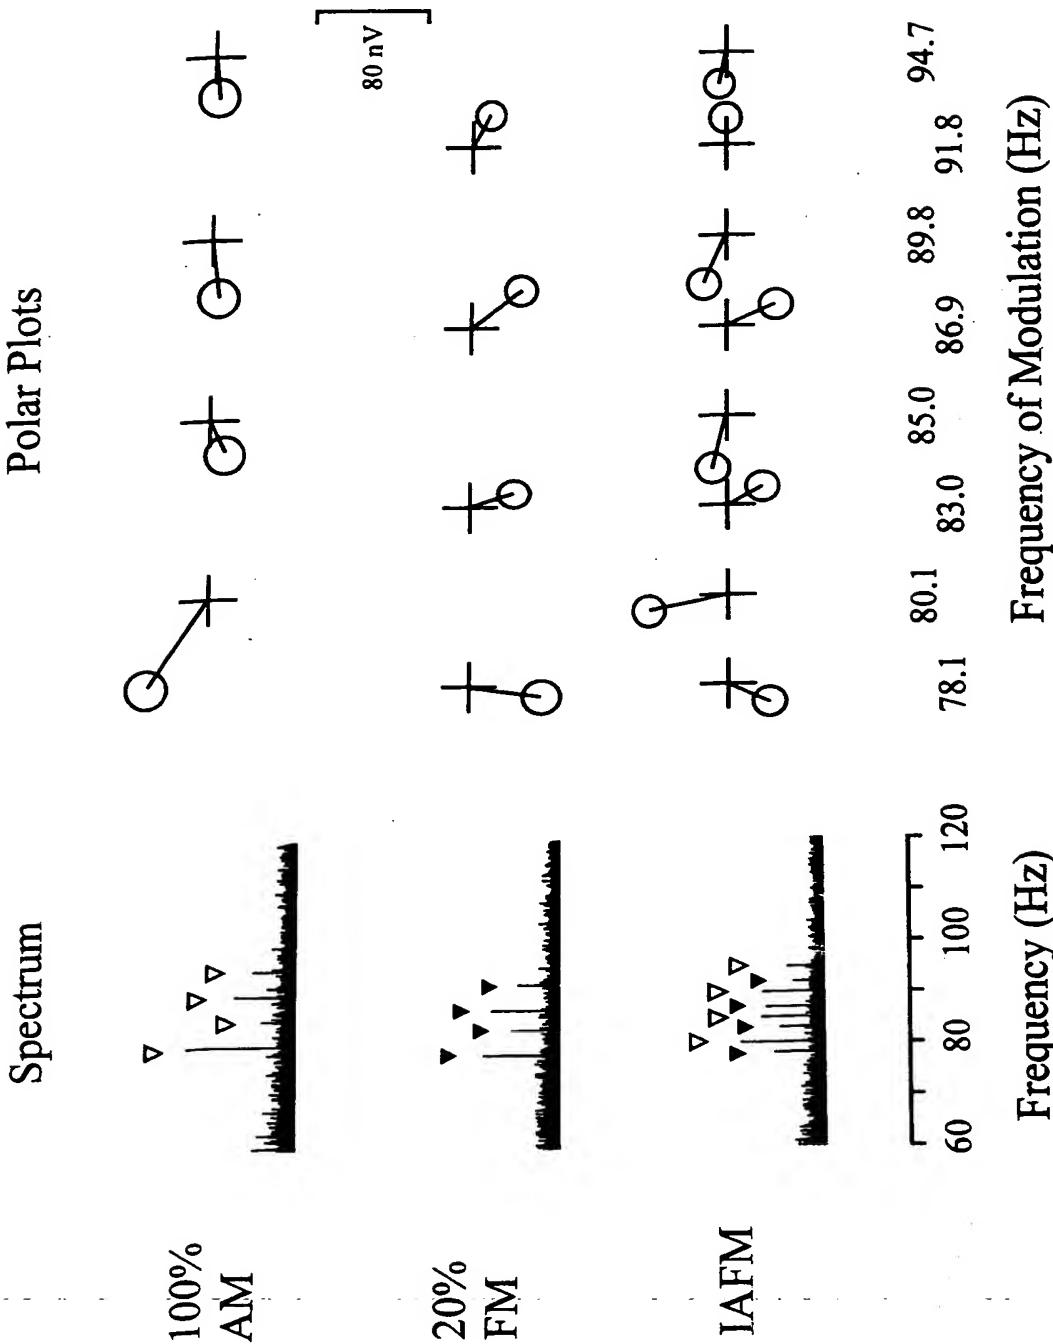 Spectrum
Polar Plots
100%
AM
80 nV
20%
FM
IAFM
60
80
100
120
78.1
80.1
83.0
85.0
86.9
89.8
91.8
94.7
Frequency (Hz)
Frequency of Modulation (Hz)